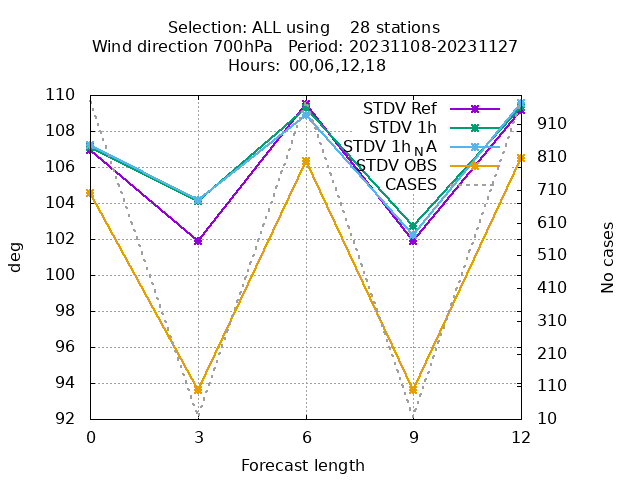 Selection: ALL using    28 stations
Wind direction 700hPa   Period: 20231108-20231127
Hours: 00,06,12,18
STDV Ref
STDV 1h
STDV 1h_NA
STDV OBS
CASES
deg
110
108
106
104
102
100
98
96
94
92
910
810
710
610
510
410
310
210
110
10
No cases
0 3 6 9 12
Forecast length